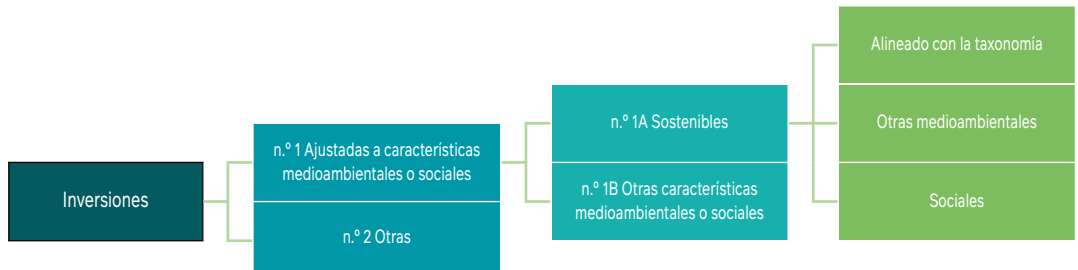 Inversiones
n.º 1 Ajustadas a características
medioambientales o sociales
n.º 2 Otras
n.º 1A Sostenibles
n.º 1B Otras características
medioambientales o sociales
Alineado con la taxonomía
Otras medioambientales
Sociales